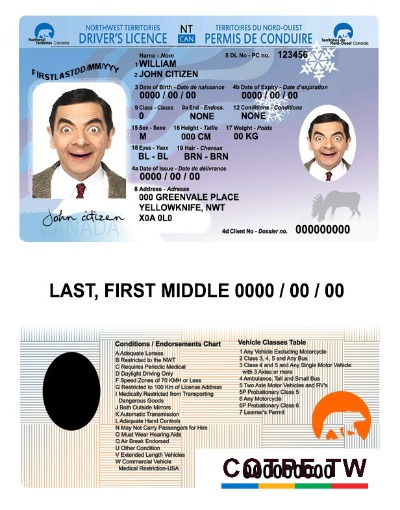 NORTHWEST TERRITORIES NT TERRITOIRES DU NORD-OUEST
DRIVER'S LICENCE CAN PERMIS DE CONDUIRE
Northwest Territories Canada
Territoires du Nord-Ouest Canada
FIRSTLASTDD/MM/YYY
Name - Nom
5 DL No - PC no. 123456
1 WILLIAM
2 JOHN CITIZEN
3 Date of Birth - Date de naissance 4b Date of Expiry - Date d'expiration
0000 / 00 / 00 0000 / 00 / 00
9 Class - Classe 9a End - Endoss. 12 Conditions - Conditions
0 NONE NONE
15 Sex - Sexe 16 Height - Taille 17 Weight - Poids
M 000 CM 00 KG
18 Eyes - Yeux 19 Hair - Cheveux
BL - BL BRN - BRN
4a Date of Issue - Date de délivrance
0000 / 00 / 00
8 Address - Adresse
000 GREENVALE PLACE
YELLOWKNIFE, NWT
X0A 0L0
John citizen
CANADA
4d Client No - Dossier no. 000000000
LAST, FIRST MIDDLE 0000 / 00 / 00
Conditions / Endorsements Chart
A Adequate Lenses
B Restricted to the NWT
C Requires Periodical Medical
D Daylight Driving Only
F Speed Zones of 70 KMH or Less
G Restricted to 100 Km of License Address
I Medically Restricted from Transporting
Dangerous Goods
J Both Outside Mirrors
K Automatic Transmission
L Adequate Hand Controls
N May Not Carry Passengers for Hire
O Must Wear Hearing Aids
Q Air Break Endorsed
U Other Condition
V Extended Length Vehicles
W Commercial Vehicle
Medical Restriction-USA
Vehicle Classes Table
1 Any Vehicle Excluding Motorcycle
2 Class 3, 4, 5 and Any Bus
3 Class 4 and 5 and Any Single Motor Vehicle
with 3 Axles or more
4 Ambulance, Taxi and Small Bus
5 Two Axle Motor Vehicles and RV's
5P Probationary Class 5
6 Any Motorcycle
6P Probationary Class 6
7 Learner's Permit
000000000
COTPE.TW